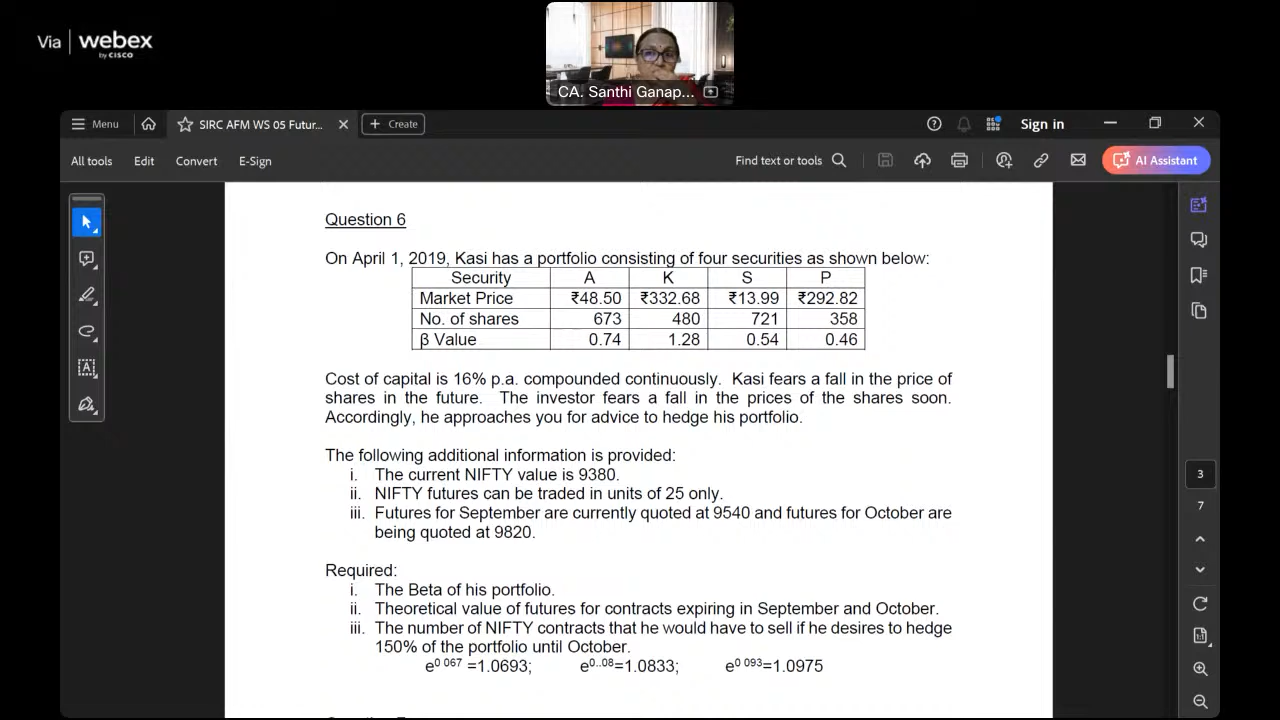 Via webex
by CISCO
CA. Santhi Ganap...
Menu
SIRC AFM WS 05 Futur...
Create
Sign in
All tools
Edit
Convert
E-Sign
Find text or tools
AI Assistant
Question 6
On April 1, 2019, Kasi has a portfolio consisting of four securities as shown below:
Security A K S P
Market Price ₹48.50 ₹332.68 ₹13.99 ₹292.82
No. of shares 673 480 721 358
β Value 0.74 1.28 0.54 0.46
Cost of capital is 16% p.a. compounded continuously. Kasi fears a fall in the price of
shares in the future. The investor fears a fall in the prices of the shares soon.
Accordingly, he approaches you for advice to hedge his portfolio.
The following additional information is provided:
i. The current NIFTY value is 9380.
ii. NIFTY futures can be traded in units of 25 only.
iii. Futures for September are currently quoted at 9540 and futures for October are
being quoted at 9820.
Required:
i. The Beta of his portfolio.
ii. Theoretical value of futures for contracts expiring in September and October.
iii. The number of NIFTY contracts that he would have to sell if he desires to hedge
150% of the portfolio until October.
e0 067 =1.0693; e0..08=1.0833; e0 093=1.0975
3
7